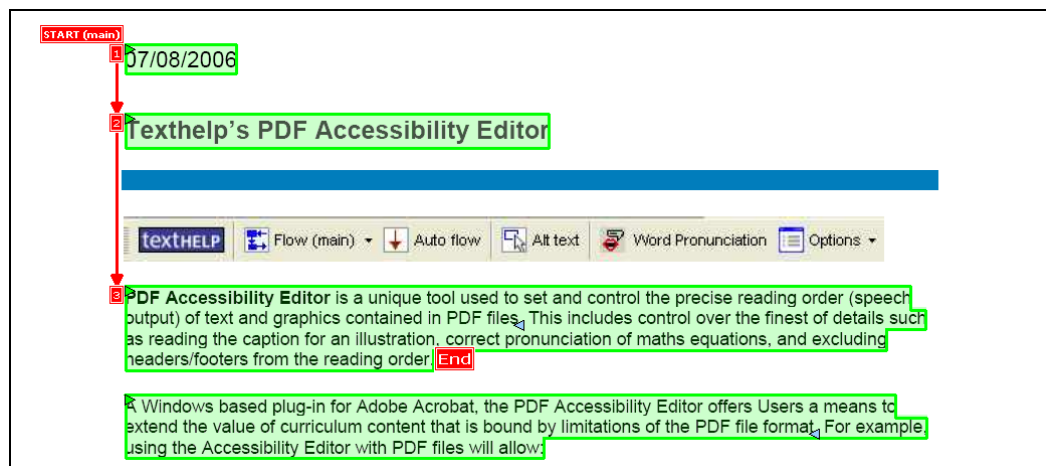 START (main)
1 07/08/2006
2 Texthelp's PDF Accessibility Editor
textHELP Flow (main) Auto flow Alt text Word Pronunciation Options
3 PDF Accessibility Editor is a unique tool used to set and control the precise reading order (speech
output) of text and graphics contained in PDF files. This includes control over the finest of details such
as reading the caption for an illustration, correct pronunciation of maths equations, and excluding
headers/footers from the reading order. End
A Windows based plug-in for Adobe Acrobat, the PDF Accessibility Editor offers Users a means to
extend the value of curriculum content that is bound by limitations of the PDF file format. For example,
using the Accessibility Editor with PDF files will allow: